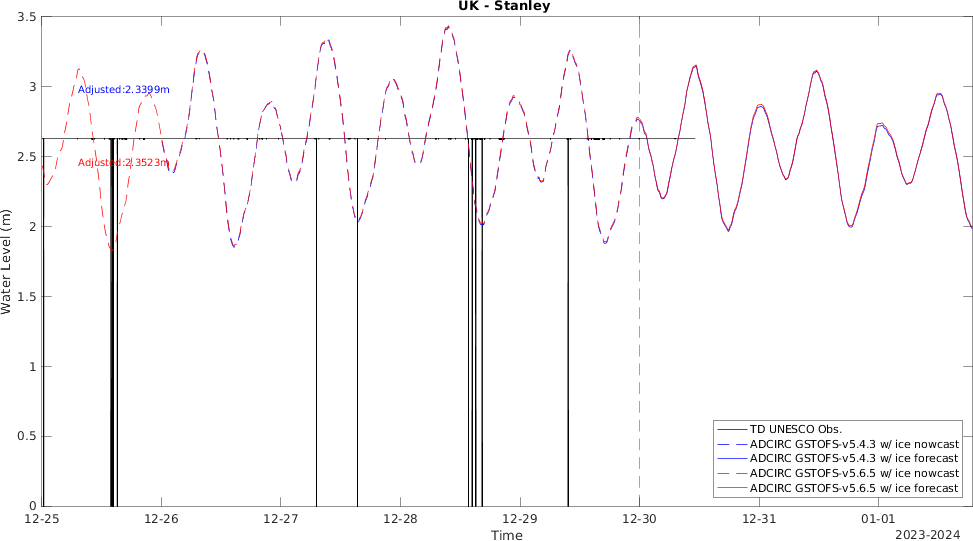 UK - Stanley
3.5
3
2.5
2
1.5
1
0.5
0
Water Level (m)
Adjusted:2.3399m
Adjusted:2.3523m
TD UNESCO Obs.
ADCIRC GSTOFS-v5.4.3 w/ ice nowcast
ADCIRC GSTOFS-v5.4.3 w/ ice forecast
ADCIRC GSTOFS-v5.6.5 w/ ice nowcast
ADCIRC GSTOFS-v5.6.5 w/ ice forecast
12-25 12-26 12-27 12-28 12-29 12-30 12-31 01-01
Time
2023-2024